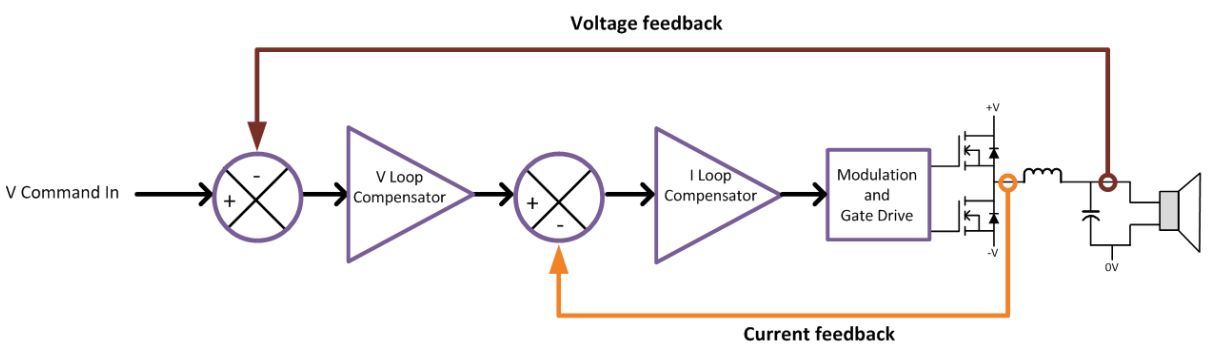 Voltage feedback
V Command In
+
-
V Loop
Compensator
+
-
I Loop
Compensator
Modulation
and
Gate Drive
+V
-V
0V
Current feedback